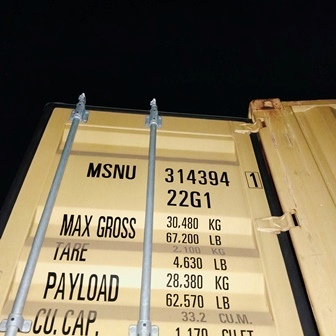 MSNU 314394 1
22G1
MAX GROSS 30,480 KG
67,200 LB
TARE 2,100 KG
4,630 LB
PAYLOAD 28,380 KG
62,570 LB
CU. CAP. 33.2 CU.M.
1,170 CU.FT.